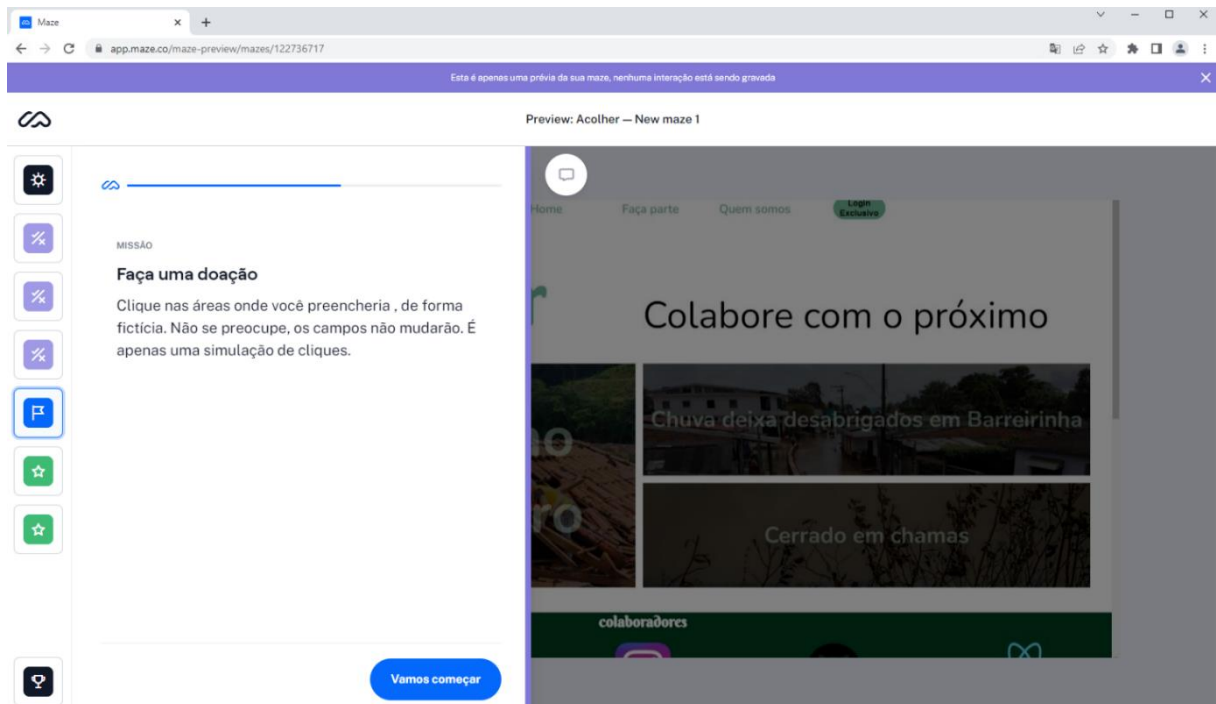 Maze
app.maze.co/maze-preview/mazes/122736717
Esta é apenas uma prévia da sua maze, nenhuma interação está sendo gravada
Preview: Acolher — New maze 1
MISSÃO
Faça uma doação
Clique nas áreas onde você preencheria , de forma
fictícia. Não se preocupe, os campos não mudarão. É
apenas uma simulação de cliques.
Vamos começar
Home Faça parte Quem somos Login
Exclusivo
r Colabore com o próximo
Chuva deixa desabrigados em Barreirinha
Cerrado em chamas
colaboradores